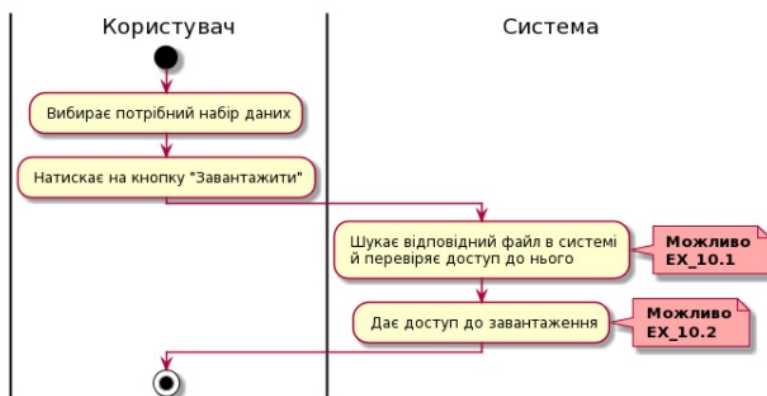 Користувач
Система
Вибирає потрібний набір даних
Натискає на кнопку "Завантажити"
Шукає відповідний файл в системі
й перевіряє доступ до нього
Можливо
EX_10.1
Дає доступ до завантаження
Можливо
EX_10.2